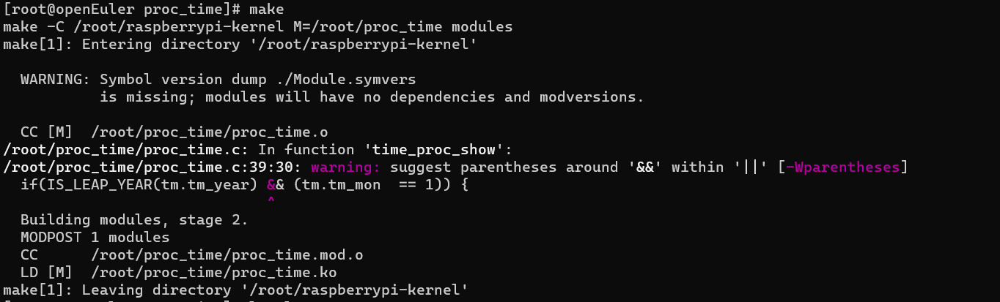 [root@openEuler proc_time]# make
make -C /root/raspberrypi-kernel M=/root/proc_time modules
make[1]: Entering directory '/root/raspberrypi-kernel'
WARNING: Symbol version dump ./Module.symvers
is missing; modules will have no dependencies and modversions.
CC [M]  /root/proc_time/proc_time.o
/root/proc_time/proc_time.c: In function 'time_proc_show':
/root/proc_time/proc_time.c:39:30: warning: suggest parentheses around '&&' within '||' [-Wparentheses]
if(IS_LEAP_YEAR(tm.tm_year) && (tm.tm_mon  == 1)) {
^
Building modules, stage 2.
MODPOST 1 modules
CC      /root/proc_time/proc_time.mod.o
LD [M]  /root/proc_time/proc_time.ko
make[1]: Leaving directory '/root/raspberrypi-kernel'